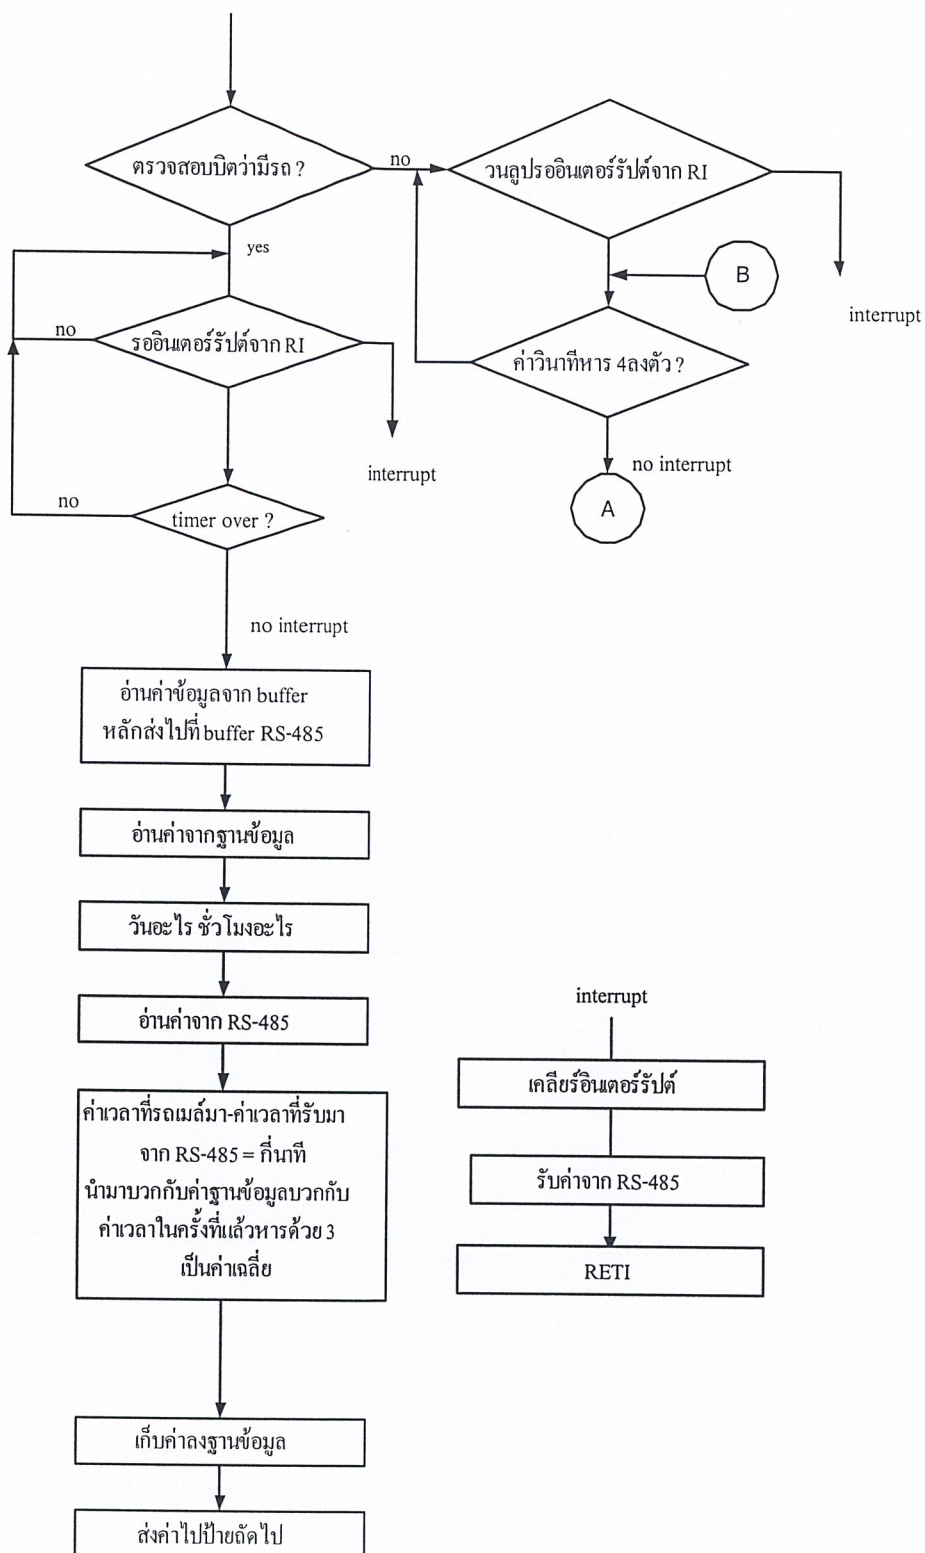 ตรวจสอบบิตว่ามีรถ ?
no
วนลูปรออินเตอร์รัปต์จาก RI
yes
B
interrupt
no
รออินเตอร์รัปต์จาก RI
ค่าวินาทีหาร 4ลงตัว ?
interrupt
no interrupt
no
timer over ?
A
no interrupt
อ่านค่าข้อมูลจาก buffer
หลักส่งไปที่ buffer RS-485
อ่านค่าจากฐานข้อมูล
วันอะไร ชั่วโมงอะไร
อ่านค่าจาก RS-485
ค่าเวลาที่รถเมล์มา-ค่าเวลาที่รับมา
จาก RS-485 = กี่นาที
นำมาบวกกับค่าฐานข้อมูลบวกกับ
ค่าเวลาในครั้งที่แล้วหารด้วย 3
เป็นค่าเฉลี่ย
เก็บค่าลงฐานข้อมูล
ส่งค่าไปป้ายถัดไป
interrupt
เคลียร์อินเตอร์รัปต์
รับค่าจาก RS-485
RETI